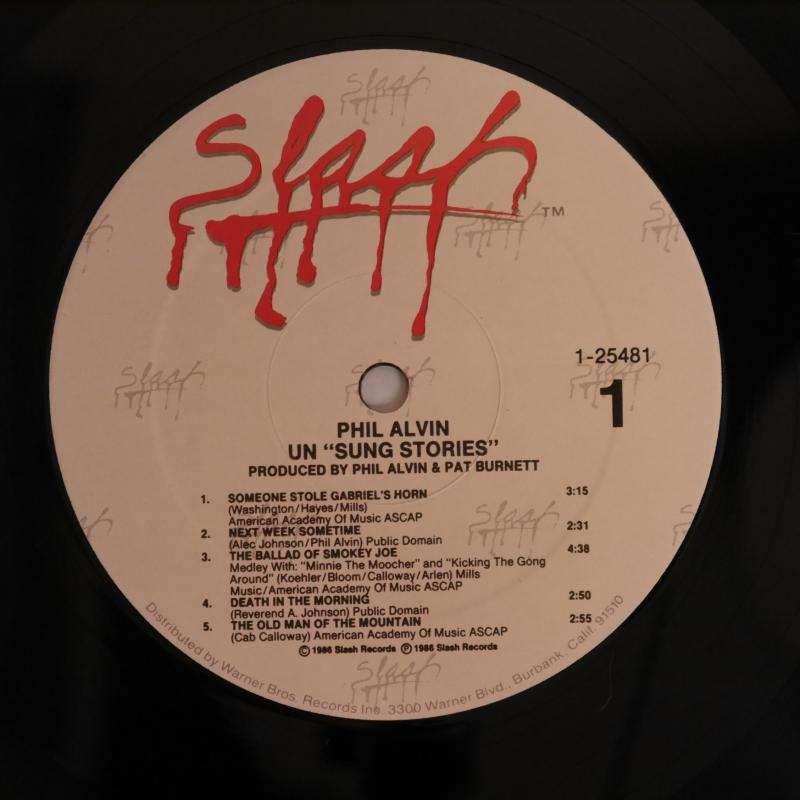 Slash
Slash TM
Slash
Slash
1-25481
1
PHIL ALVIN
UN "SUNG STORIES"
PRODUCED BY PHIL ALVIN & PAT BURNETT
1. SOMEONE STOLE GABRIEL'S HORN 3:15
(Washington/Hayes/Mills)
American Academy Of Music ASCAP
2. NEXT WEEK SOMETIME 2:31
(Alec Johnson/Phil Alvin) Public Domain
3. THE BALLAD OF SMOKEY JOE 4:38
Medley With: "Minnie The Moocher" and "Kicking The Gong
Around" (Koehler/Bloom/Calloway/Arlen) Mills
Music/American Academy Of Music ASCAP
4. DEATH IN THE MORNING 2:50
(Reverend A. Johnson) Public Domain
5. THE OLD MAN OF THE MOUNTAIN 2:55
(Cab Calloway) American Academy Of Music ASCAP
© 1986 Slash Records ℗ 1986 Slash Records
Slash
Distributed by Warner Bros. Records Inc. 3300 Warner Blvd., Burbank, Calif. 91510